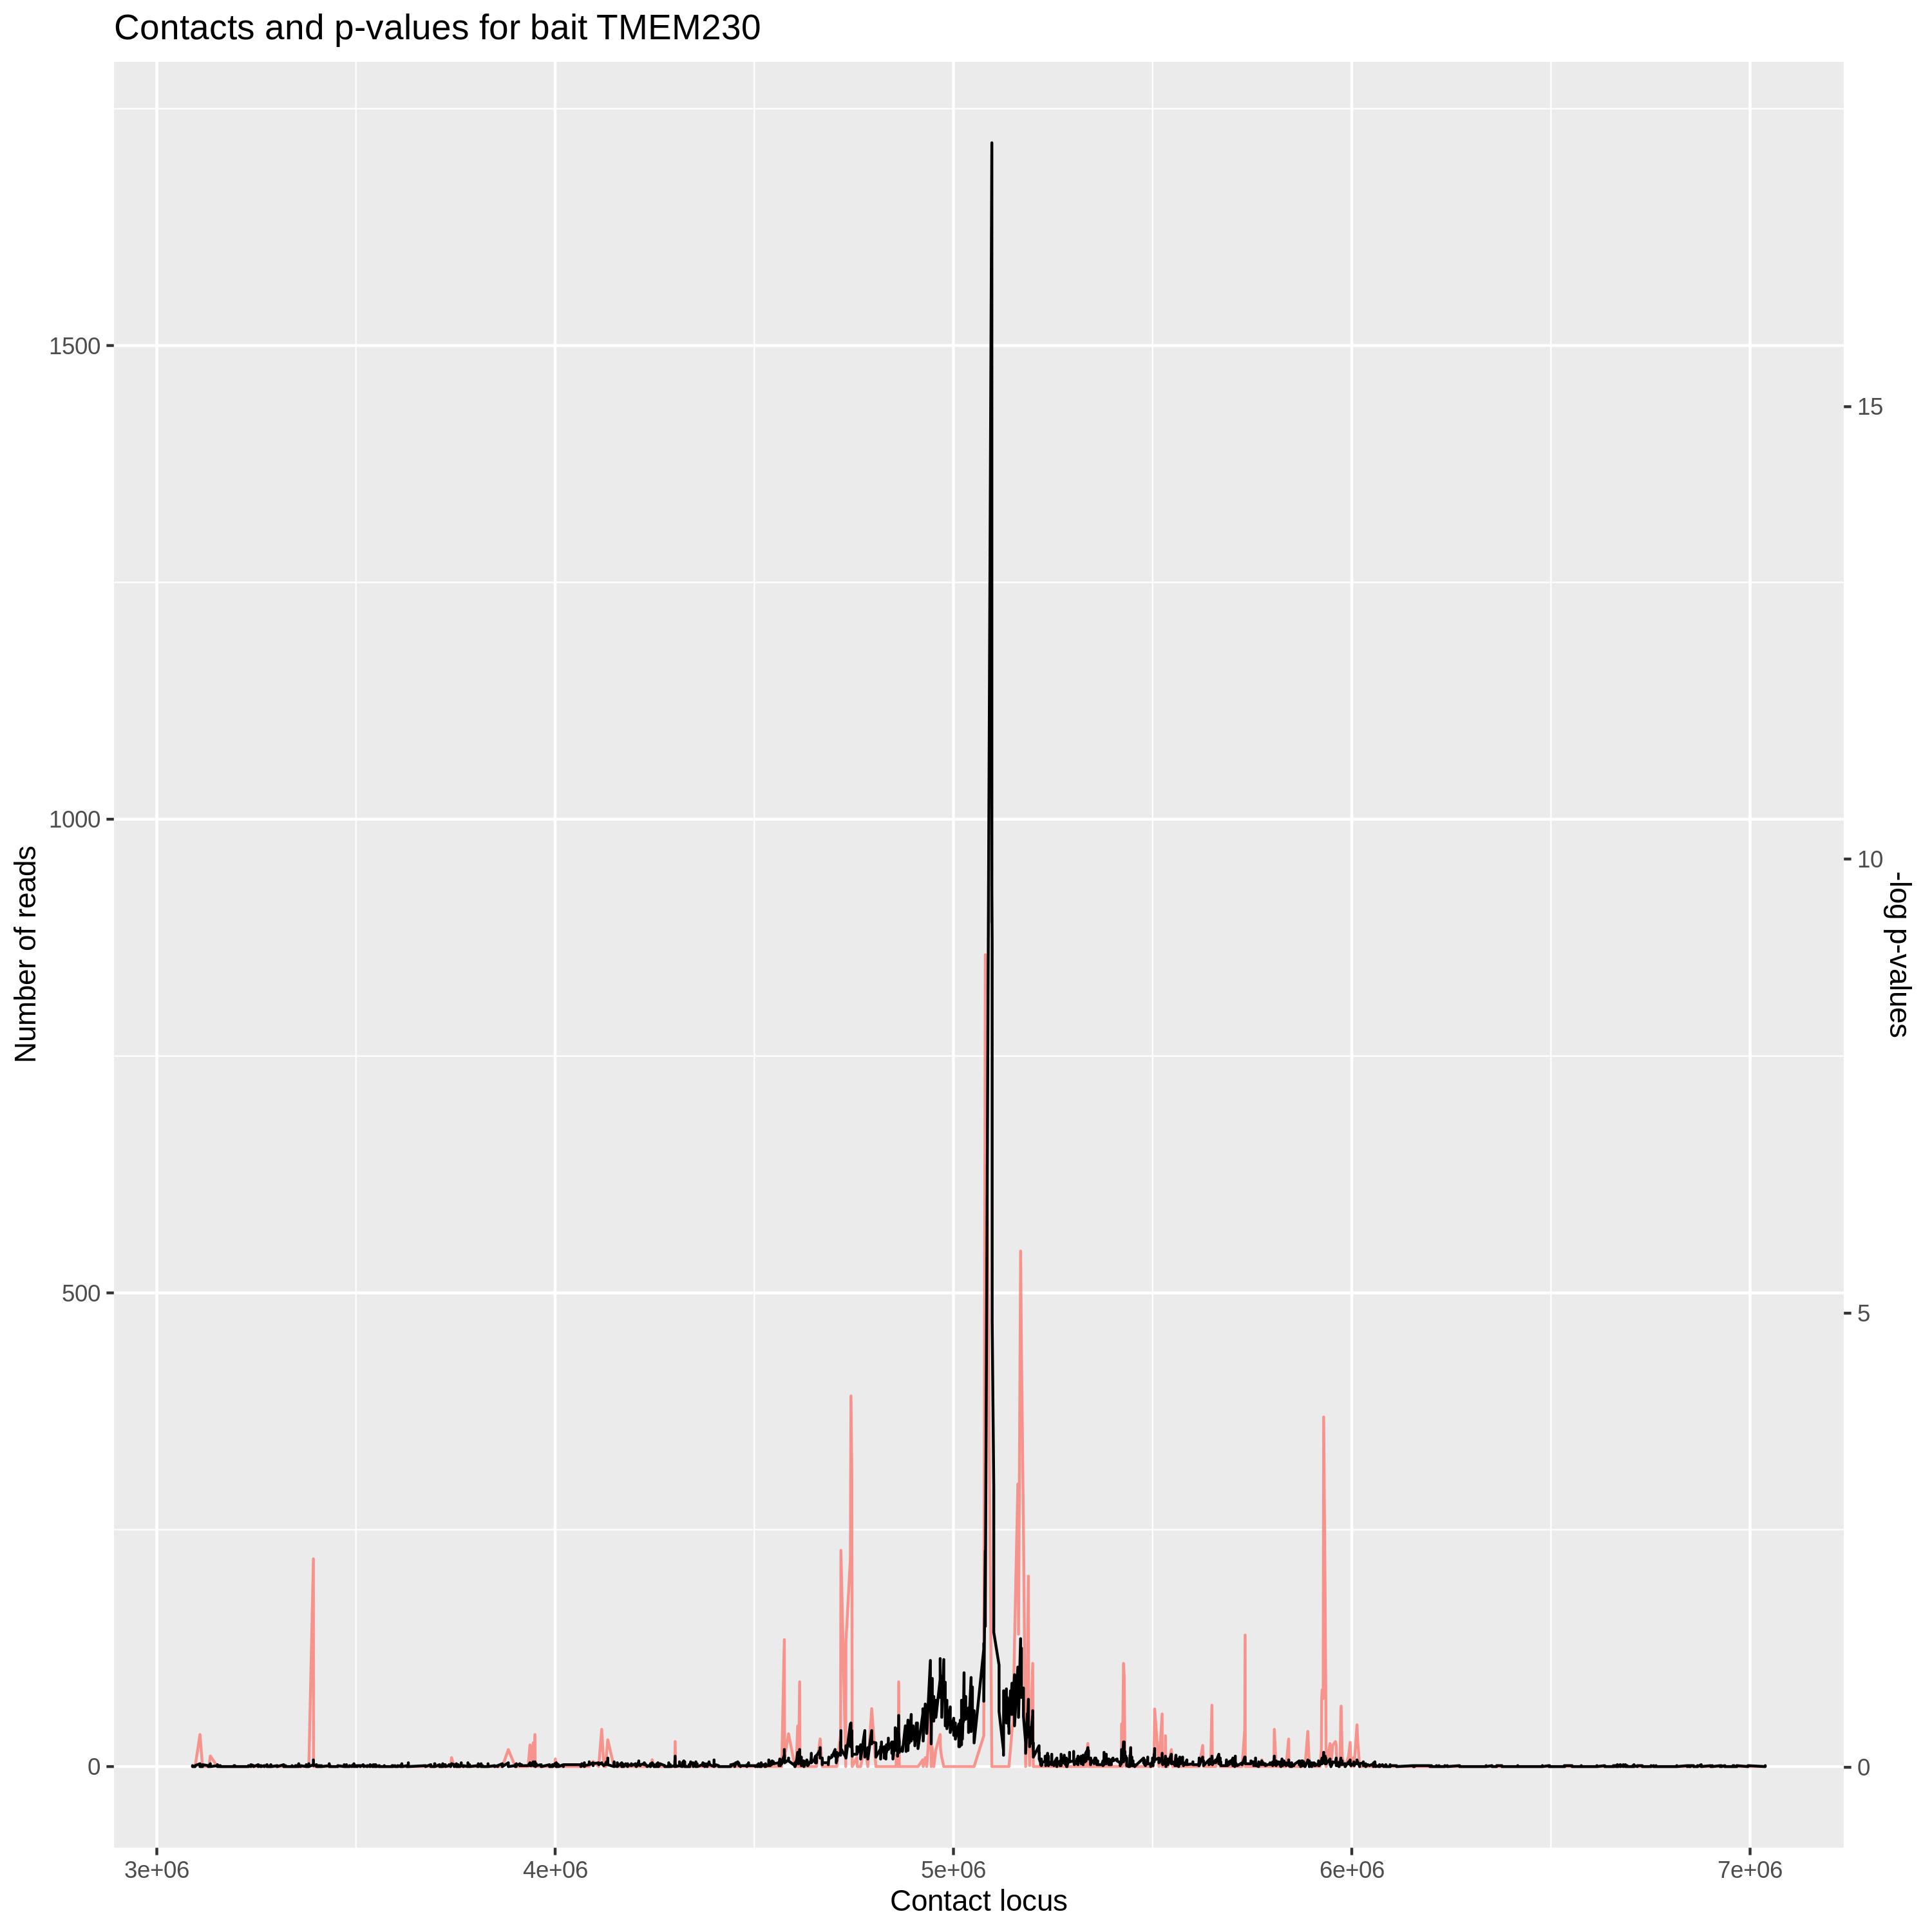 Contacts and p-values for bait TMEM230
Number of reads
1500
1000
500
0
15
10
5
0
-log p-values
3e+06
4e+06
5e+06
6e+06
7e+06
Contact locus